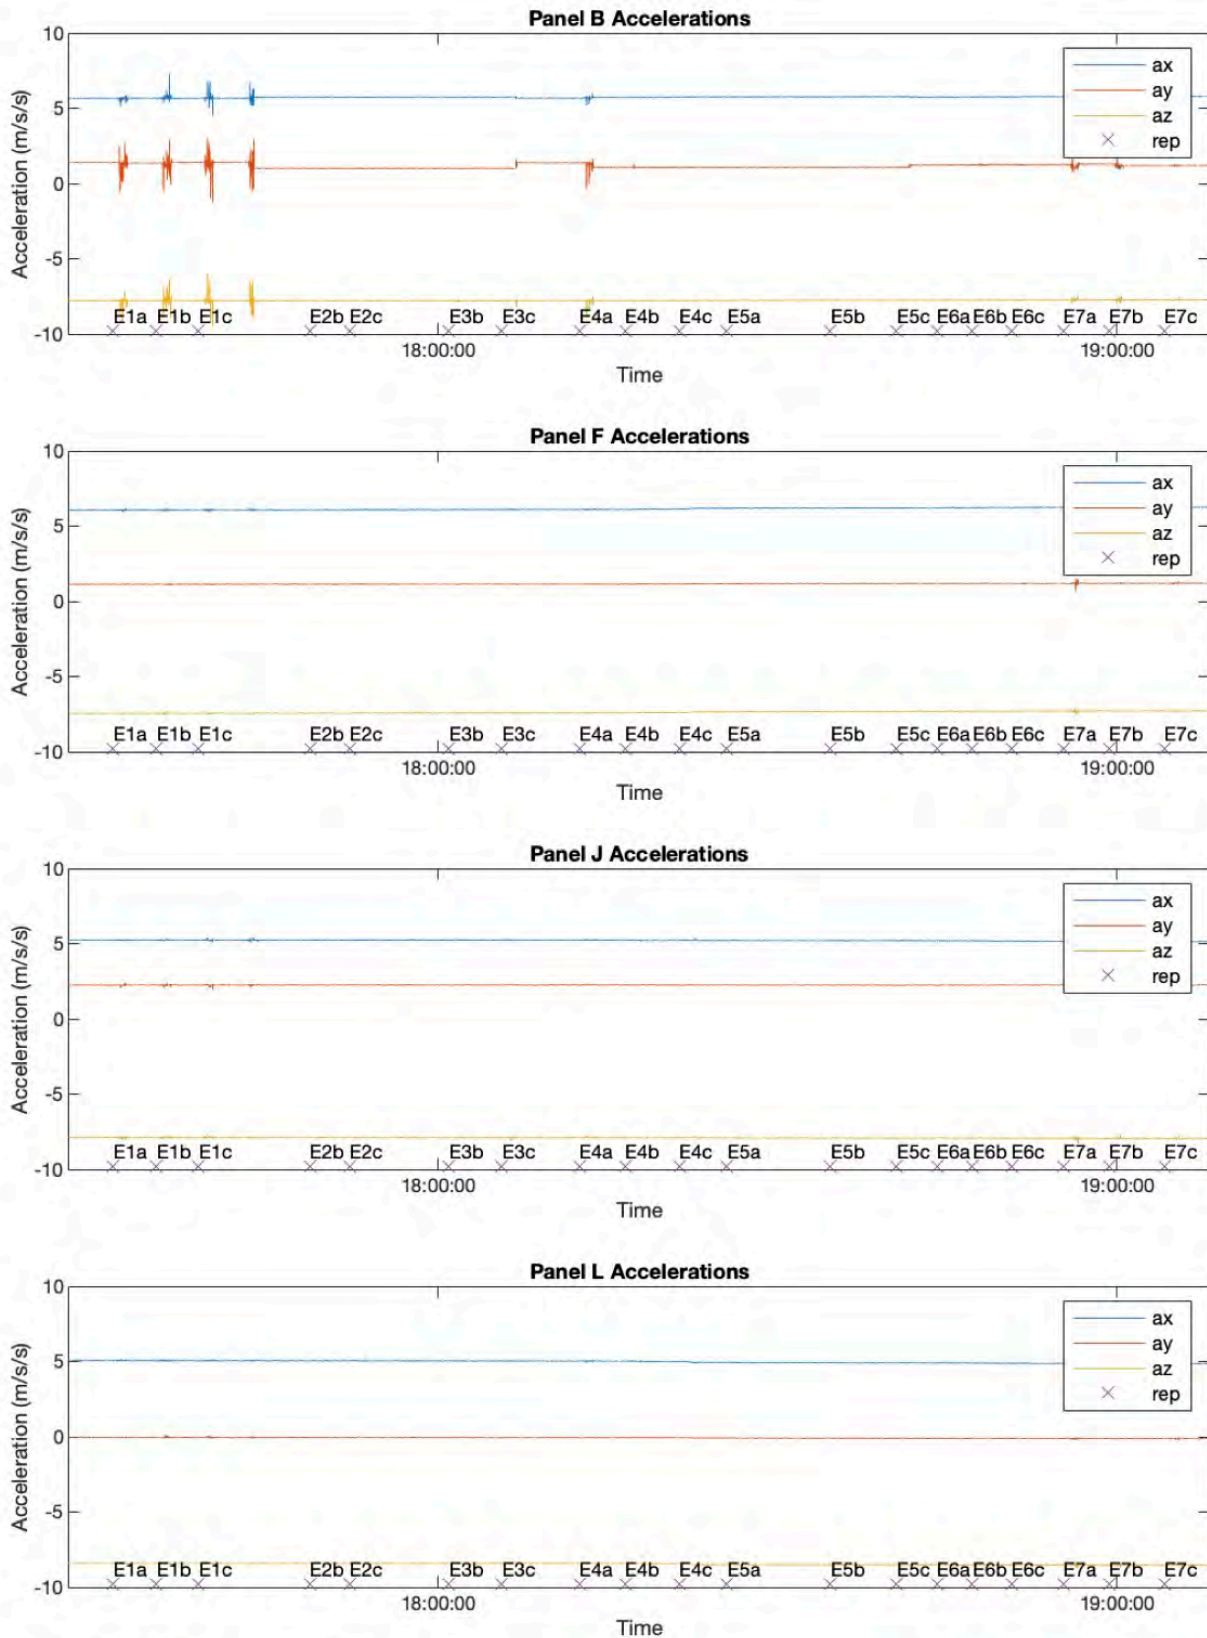 Panel B Accelerations
10
5
0
-5
-10
Acceleration (m/s/s)
ax
ay
az
rep
E1a E1b E1c E2b E2c E3b E3c E4a E4b E4c E5a E5b E5c E6a E6b E6c E7a E7b E7c
18:00:00 19:00:00
Time
Panel F Accelerations
10
5
0
-5
-10
Acceleration (m/s/s)
ax
ay
az
rep
E1a E1b E1c E2b E2c E3b E3c E4a E4b E4c E5a E5b E5c E6a E6b E6c E7a E7b E7c
18:00:00 19:00:00
Time
Panel J Accelerations
10
5
0
-5
-10
Acceleration (m/s/s)
ax
ay
az
rep
E1a E1b E1c E2b E2c E3b E3c E4a E4b E4c E5a E5b E5c E6a E6b E6c E7a E7b E7c
18:00:00 19:00:00
Time
Panel L Accelerations
10
5
0
-5
-10
Acceleration (m/s/s)
ax
ay
az
rep
E1a E1b E1c E2b E2c E3b E3c E4a E4b E4c E5a E5b E5c E6a E6b E6c E7a E7b E7c
18:00:00 19:00:00
Time